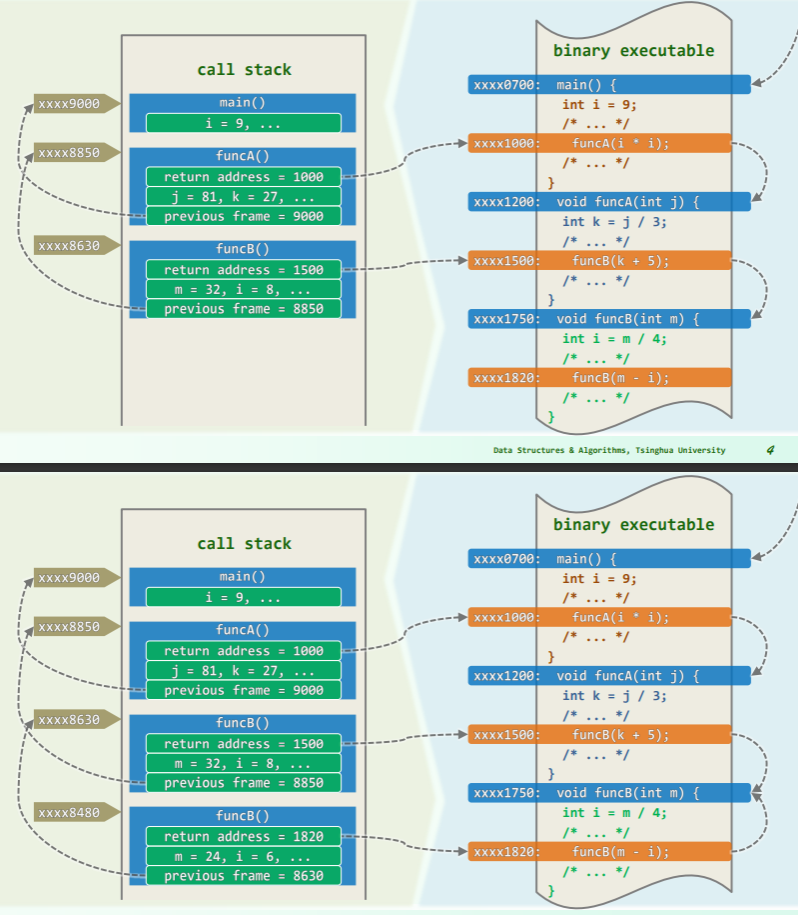 call stack
xxxx9000
main()
i = 9, ...
xxxx8850
funcA()
return address = 1000
j = 81, k = 27, ...
previous frame = 9000
xxxx8630
funcB()
return address = 1500
m = 32, i = 8, ...
previous frame = 8850
binary executable
xxxx0700: main() {
int i = 9;
/* ... */
xxxx1000: funcA(i * i);
/* ... */
}
xxxx1200: void funcA(int j) {
int k = j / 3;
/* ... */
xxxx1500: funcB(k + 5);
/* ... */
}
xxxx1750: void funcB(int m) {
int i = m / 4;
/* ... */
xxxx1820: funcB(m - i);
/* ... */
}
Data Structures & Algorithms, Tsinghua University 4
call stack
xxxx9000
main()
i = 9, ...
xxxx8850
funcA()
return address = 1000
j = 81, k = 27, ...
previous frame = 9000
xxxx8630
funcB()
return address = 1500
m = 32, i = 8, ...
previous frame = 8850
xxxx8480
funcB()
return address = 1820
m = 24, i = 6, ...
previous frame = 8630
binary executable
xxxx0700: main() {
int i = 9;
/* ... */
xxxx1000: funcA(i * i);
/* ... */
}
xxxx1200: void funcA(int j) {
int k = j / 3;
/* ... */
xxxx1500: funcB(k + 5);
/* ... */
}
xxxx1750: void funcB(int m) {
int i = m / 4;
/* ... */
xxxx1820: funcB(m - i);
/* ... */
}